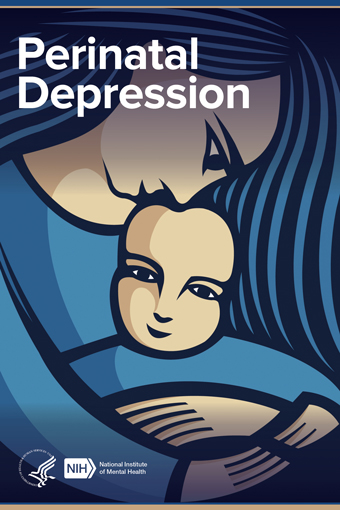 Perinatal
Depression
NIH
National Institute
of Mental Health